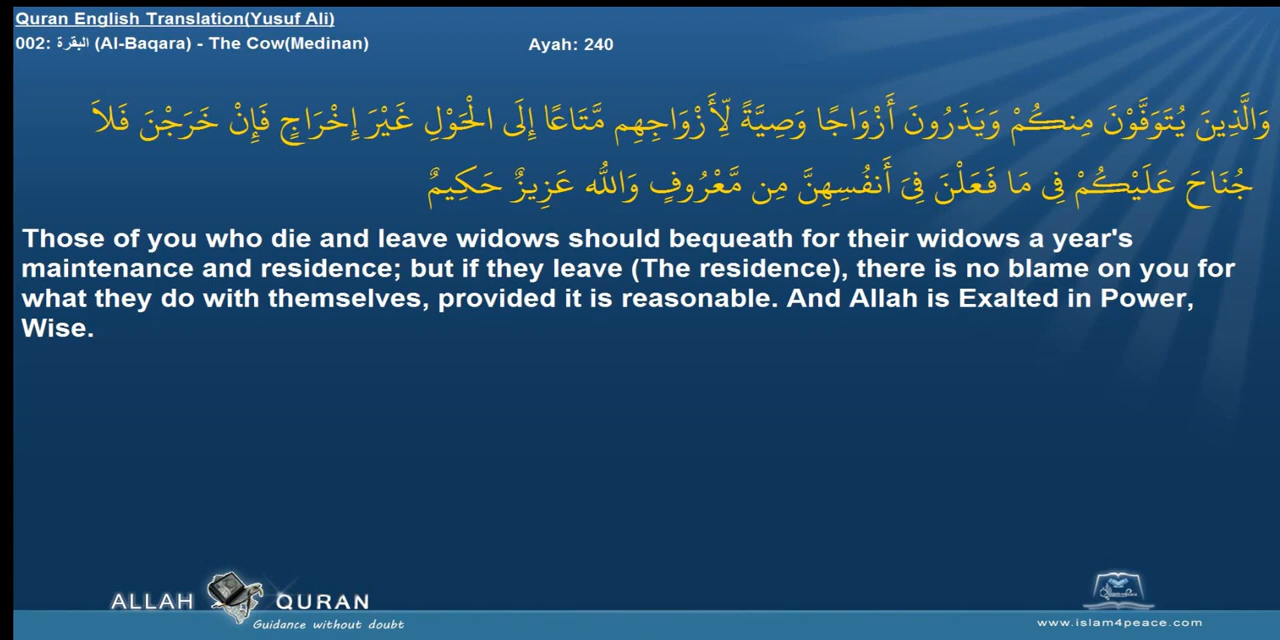 Quran English Translation(Yusuf Ali)
002: البقرة (Al-Baqara) - The Cow(Medinan)
Ayah: 240
وَالَّذِينَ يُتَوَفَّوْنَ مِنكُمْ وَيَذَرُونَ أَزْوَاجًا وَصِيَّةً لِّأَزْوَاجِهِم مَّتَاعًا إِلَى الْحَوْلِ غَيْرَ إِخْرَاجٍ فَإِنْ خَرَجْنَ فَلاَ
جُنَاحَ عَلَيْكُمْ فِى مَا فَعَلْنَ فِىَ أَنفُسِهِنَّ مِن مَّعْرُوفٍ وَاللّه عَزِيزٌ حَكِيمٌ
Those of you who die and leave widows should bequeath for their widows a year's
maintenance and residence; but if they leave (The residence), there is no blame on you for
what they do with themselves, provided it is reasonable. And Allah is Exalted in Power,
Wise.
ALLAH QURAN
Guidance without doubt
www.islam4peace.com